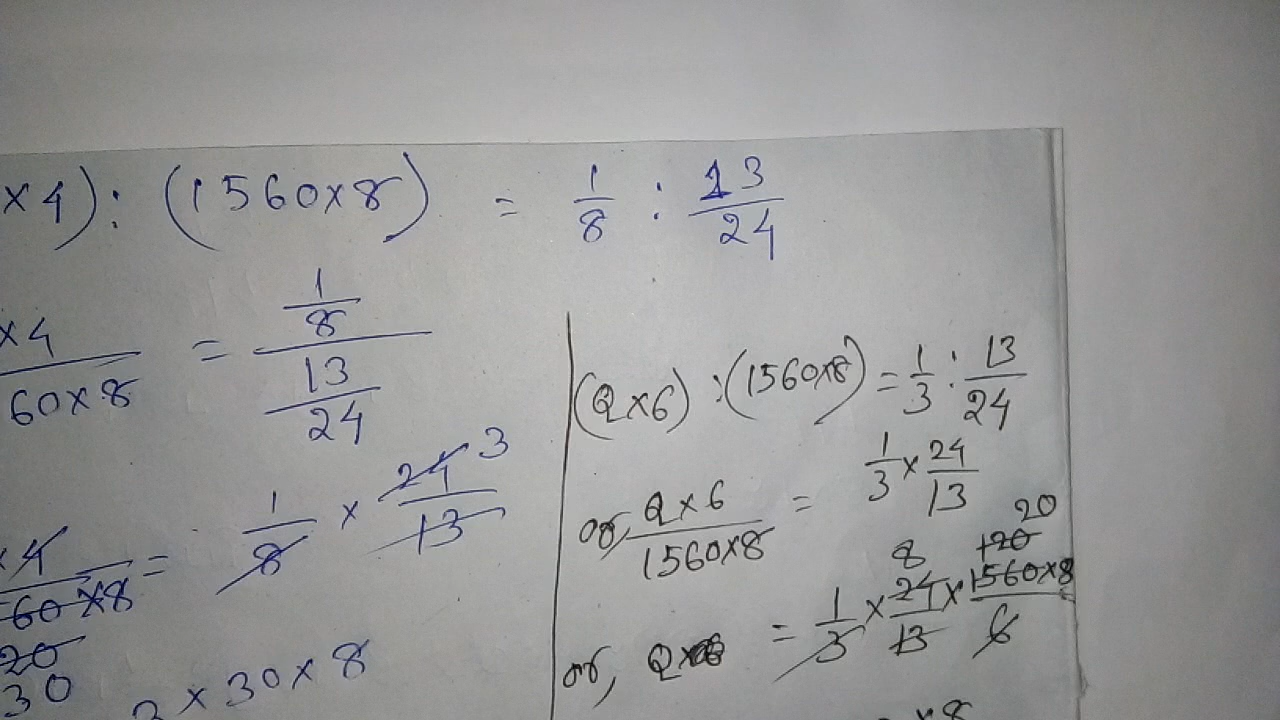 ×4) : (1560×8) = 1/8 : 13/24
×4/60×8 = (1/8)/(13/24)
×4/60×8 = 1/8 × 24/13 3
20
30
3 × 30 × 8
(Q×6) : (1560×8) = 1/3 : 13/24
or, Q×6/1560×8 = 1/3 × 24/13
8 120 20
or, Q = 1/3 × 24/13 × 1560×8/6
×8